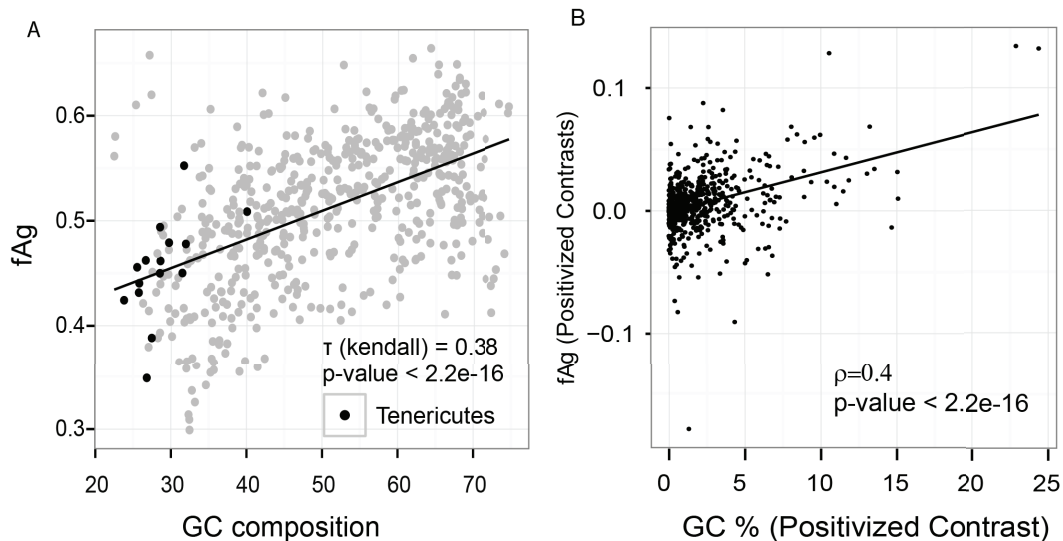 A
fAg
0.6
0.5
0.4
0.3
τ (kendall) = 0.38
p-value < 2.2e-16
Tenericutes
20 30 40 50 60 70
GC composition
B
fAg (Positivized Contrasts)
0.1
0.0
−0.1
ρ=0.4
p-value < 2.2e-16
0 5 10 15 20 25
GC % (Positivized Contrast)